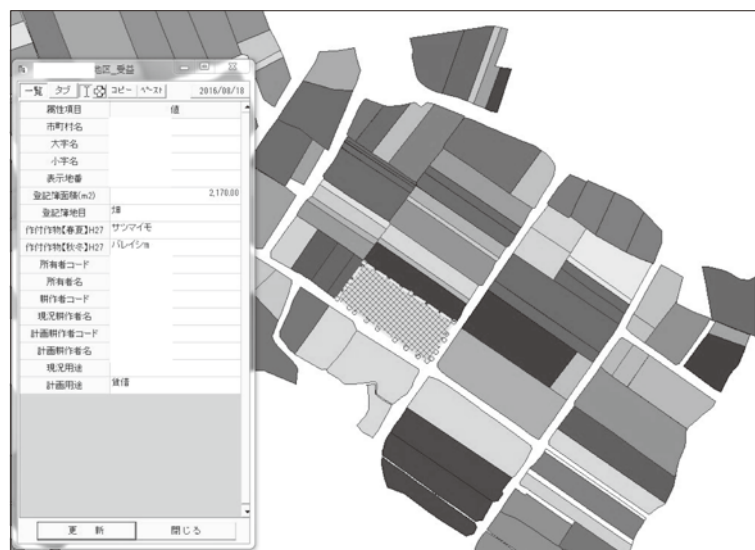 地区_受益
一覧 タブ コピー ペースト 2016/08/18
属性項目 値
市町村名
大字名
小字名
表示地番
登記簿面積(m2) 2,170.00
登記簿地目 畑
作付作物【春夏】H27 サツマイモ
作付作物【秋冬】H27 バレイショ
所有者コード
所有者名
耕作者コード
現況耕作者名
計画耕作者コード
計画耕作者名
現況用途
計画用途 賃借
更 新 閉じる